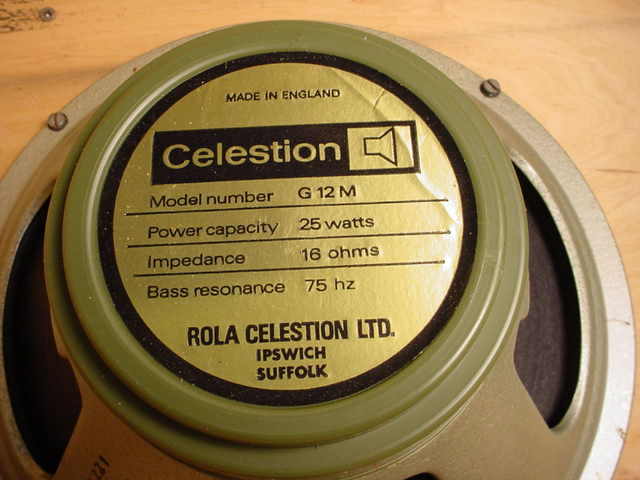 MADE IN ENGLAND
Celestion
Model number G 12 M
Power capacity 25 watts
Impedance 16 ohms
Bass resonance 75 hz
ROLA CELESTION LTD.
IPSWICH
SUFFOLK